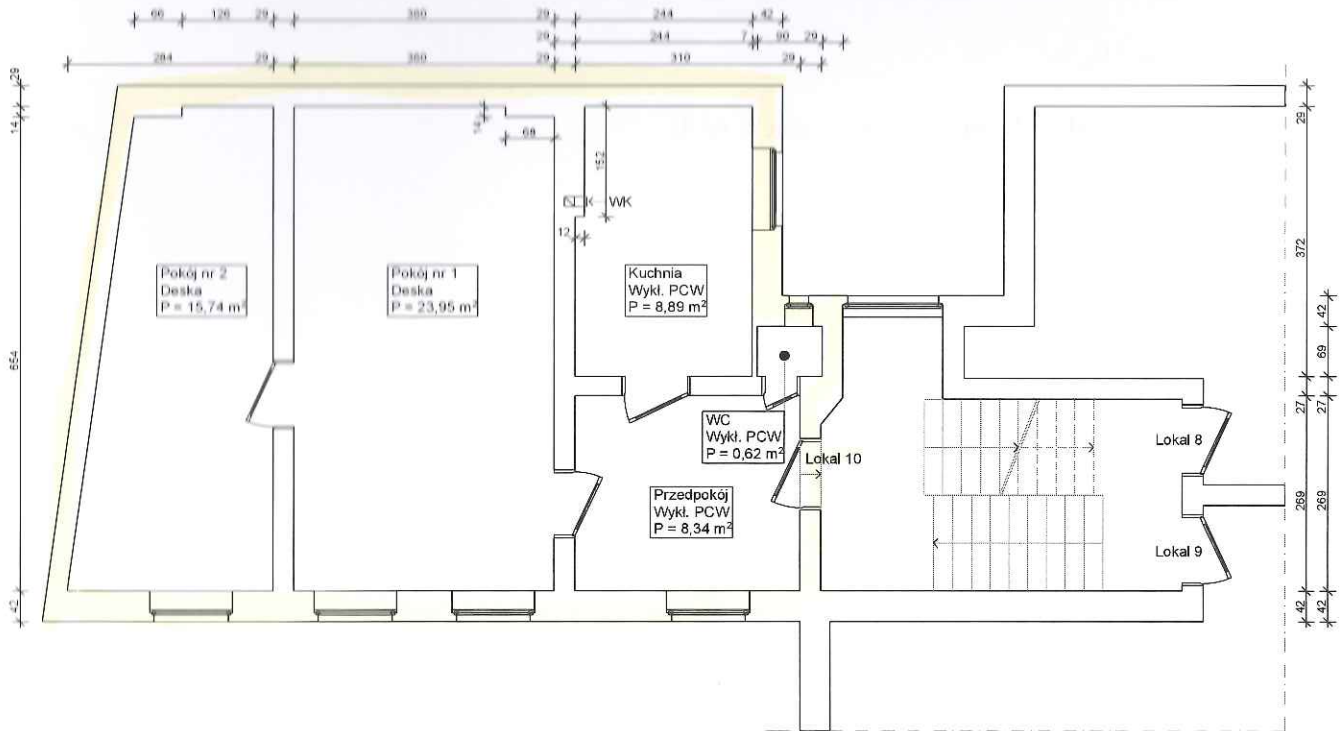 66 126 29 360 29 244 42
29 244 7 90 29
284 29 360 29 310 29
29
14
654
42
14
68
152
WK
12
Pokój nr 2
Deska
P = 15,74 m²
Pokój nr 1
Deska
P = 23,95 m²
Kuchnia
Wykł. PCW
P = 8,89 m²
WC
Wykł. PCW
P = 0,62 m²
Przedpokój
Wykł. PCW
P = 8,34 m²
Lokal 10
Lokal 8
Lokal 9
29
372
42
69
27 27
269 269
42 42